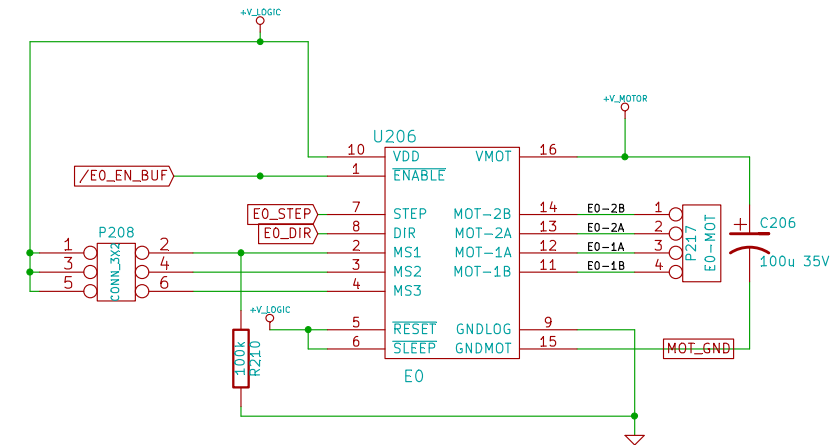 +V_LOGIC
+V_MOTOR
U206
10 VDD VMOT 16
/E0_EN_BUF 1 ENABLE
E0_STEP 7 STEP MOT-2B 14 E0-2B 1
E0_DIR 8 DIR MOT-2A 13 E0-2A 2
P208
1 2 2 MS1 MOT-1A 12 E0-1A 3
3 4 3 MS2 MOT-1B 11 E0-1B 4
5 6 4 MS3
CONN_3X2
P217
E0-MOT
+
C206
100u 35V
+V_LOGIC
5 RESET GNDLOG 9
6 SLEEP GNDMOT 15 MOT_GND
100k
R210
E0